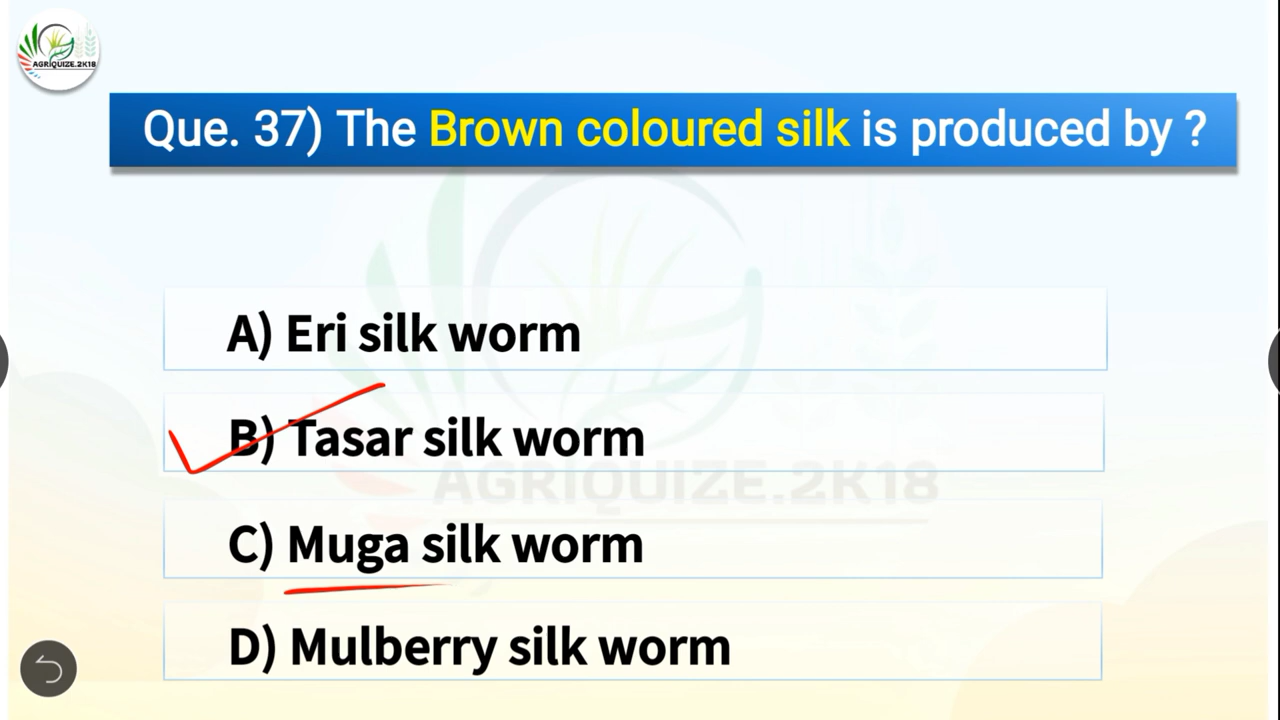 AGRIQUIZE.2K18
Que. 37) The Brown coloured silk is produced by ?
A) Eri silk worm
B) Tasar silk worm
AGRIQUIZE.2K18
C) Muga silk worm
D) Mulberry silk worm